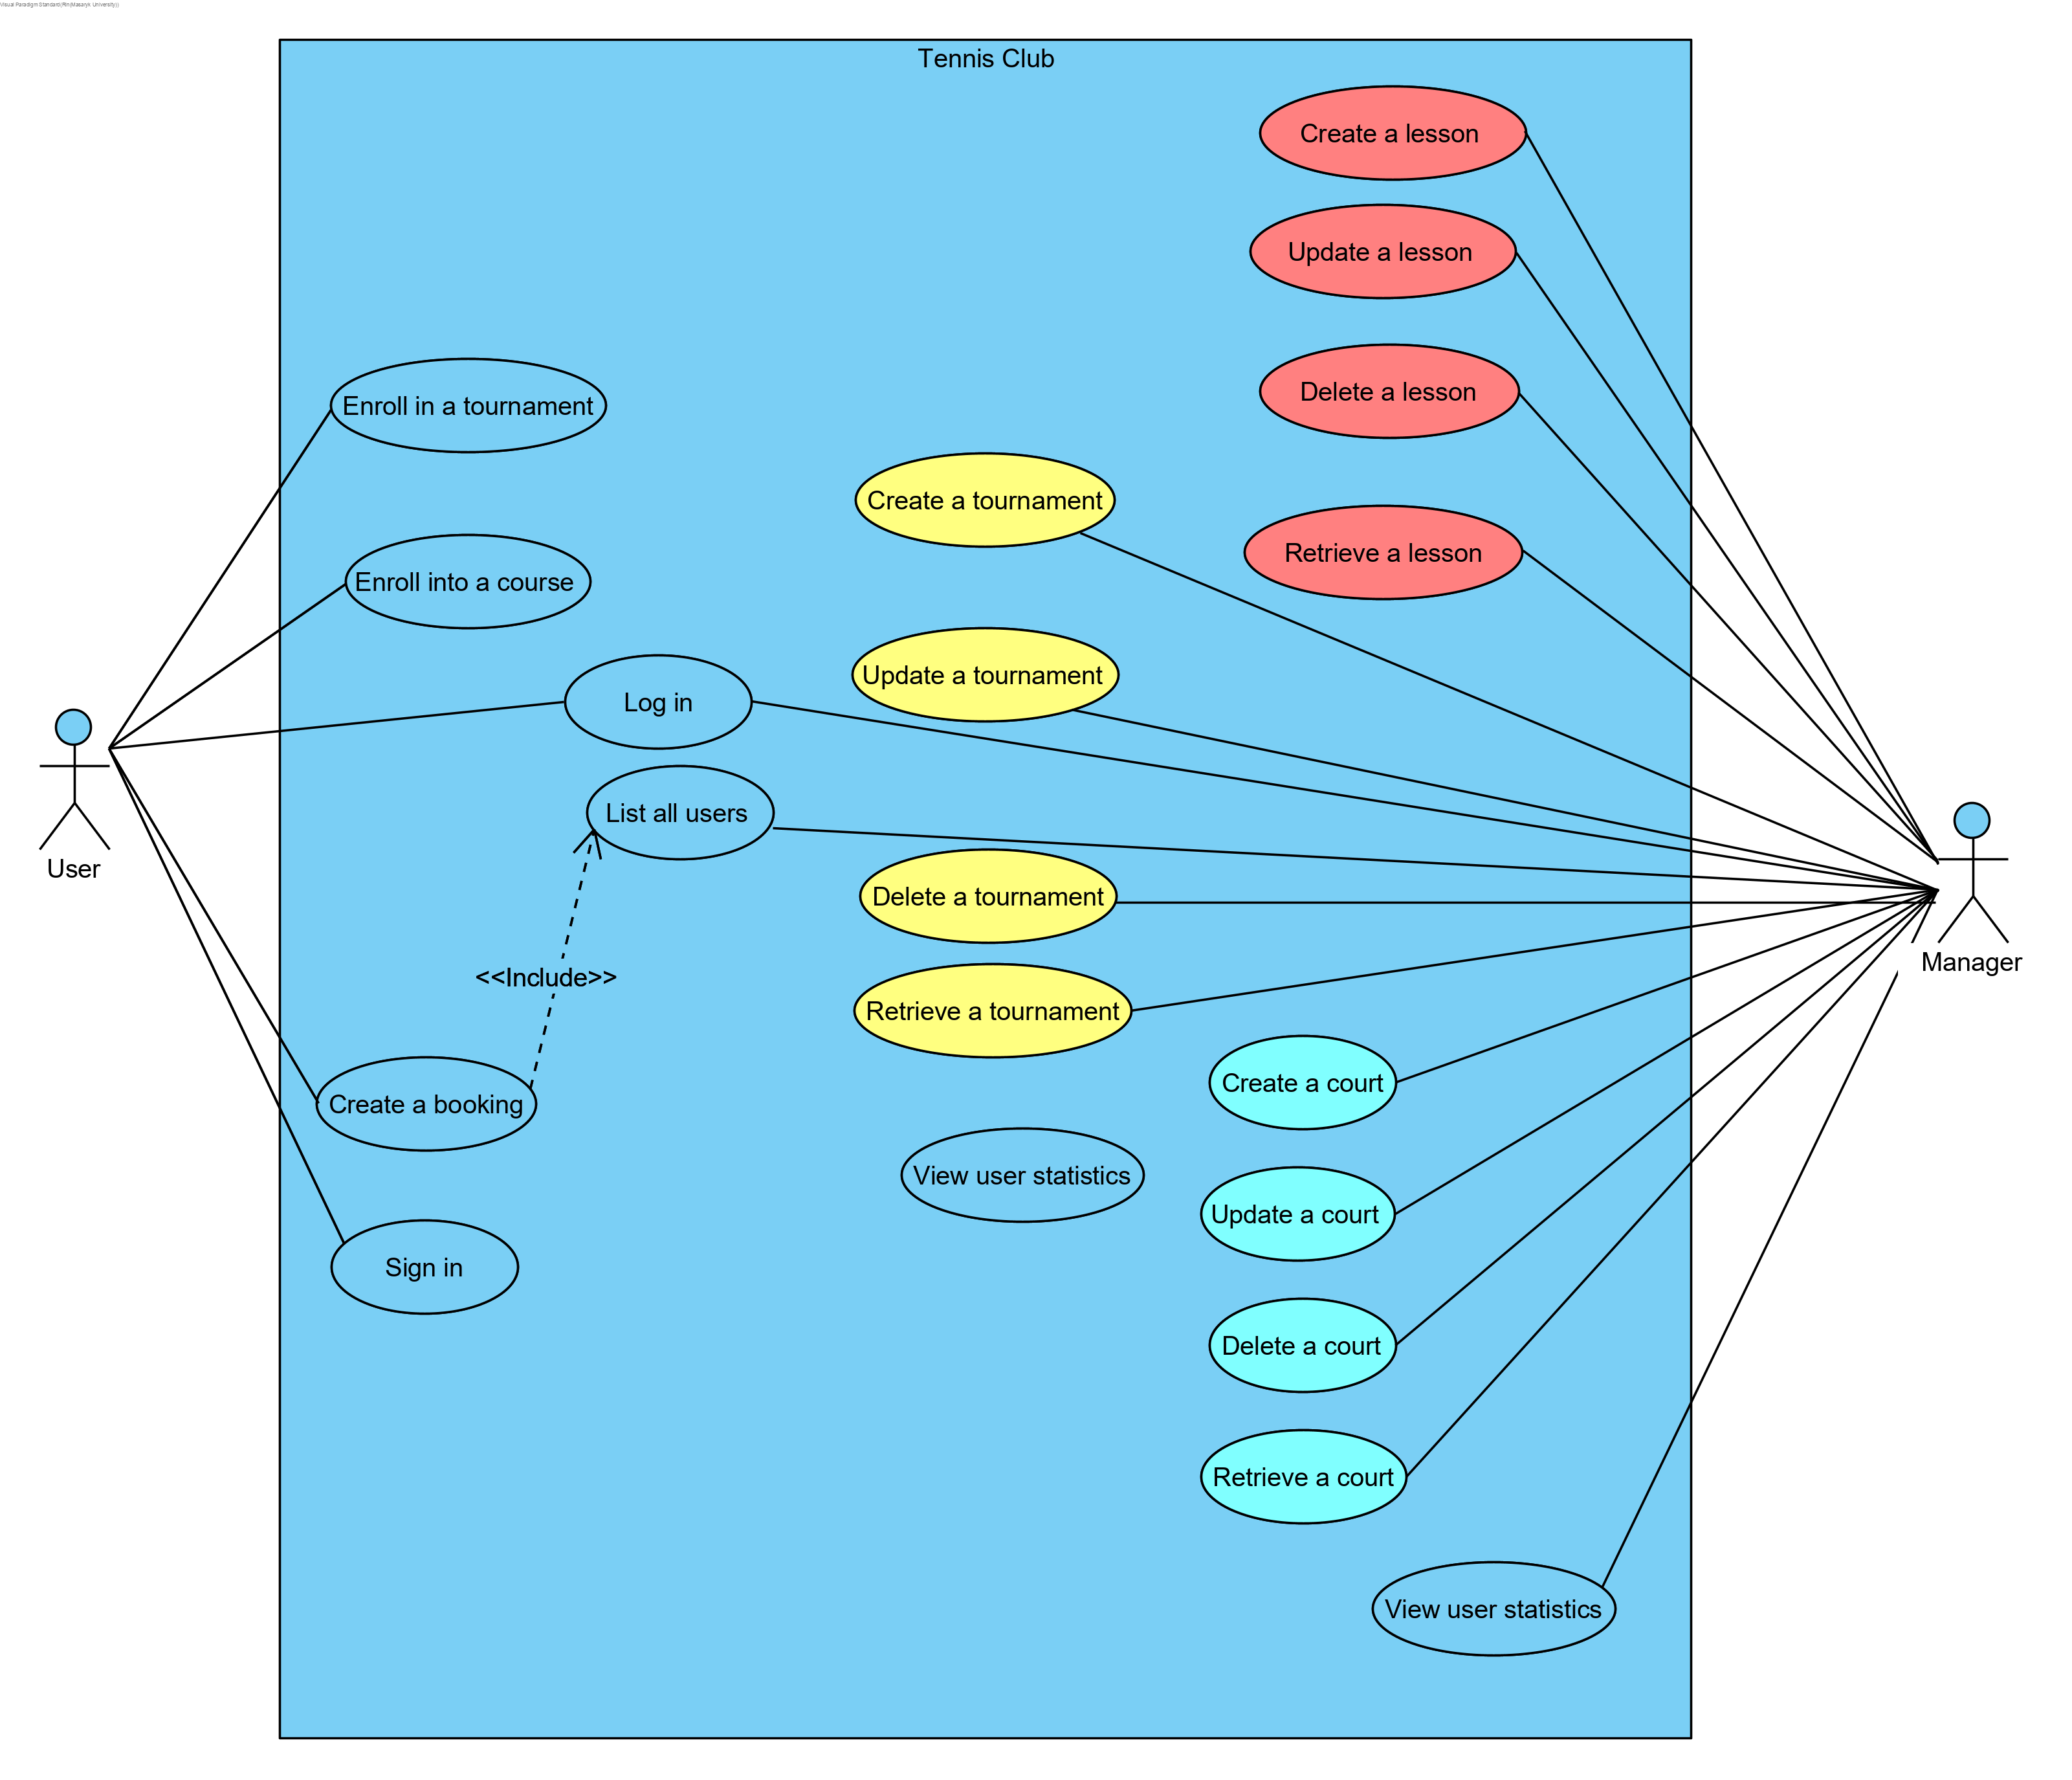 Visual Paradigm Standard(Rin(Masaryk University))
Tennis Club
Create a lesson
Update a lesson
Delete a lesson
Enroll in a tournament
Create a tournament
Retrieve a lesson
Enroll into a course
Update a tournament
Log in
List all users
User
Delete a tournament
Manager
<<Include>>
Retrieve a tournament
Create a court
Create a booking
View user statistics
Update a court
Sign in
Delete a court
Retrieve a court
View user statistics